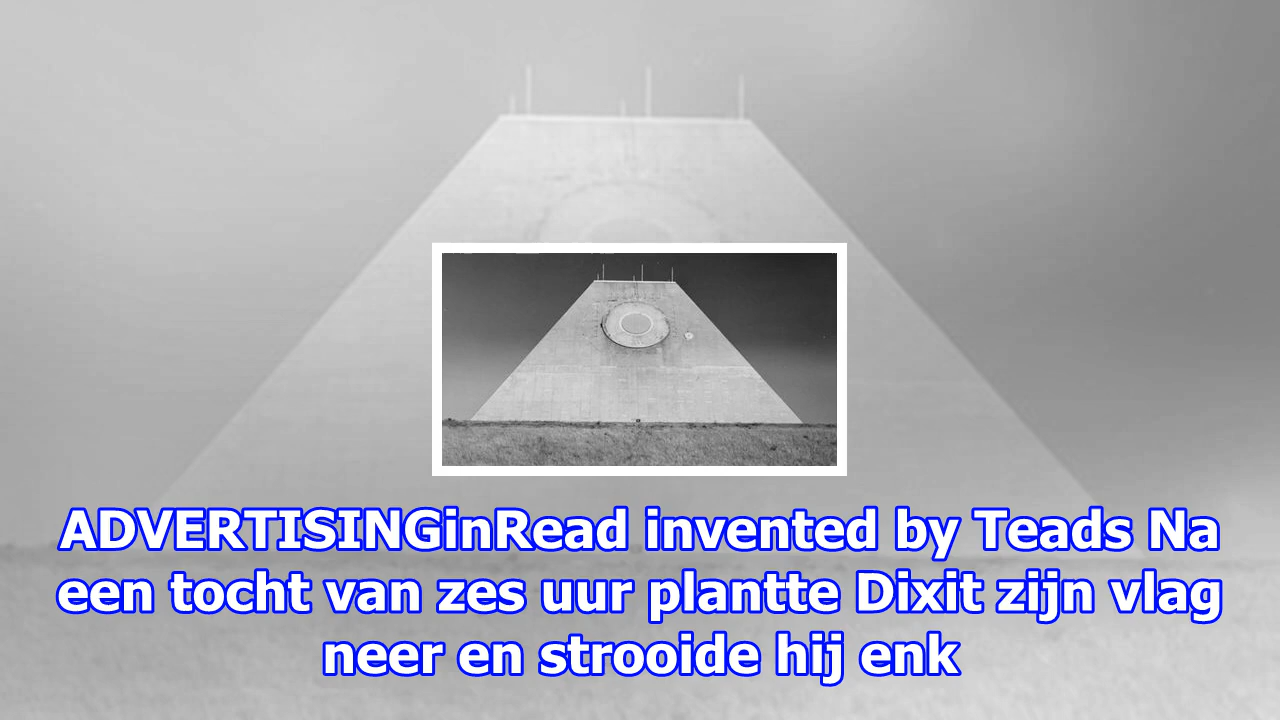 ADVERTISINGinRead invented by Teads Na
een tocht van zes uur plantte Dixit zijn vlag
neer en strooide hij enk